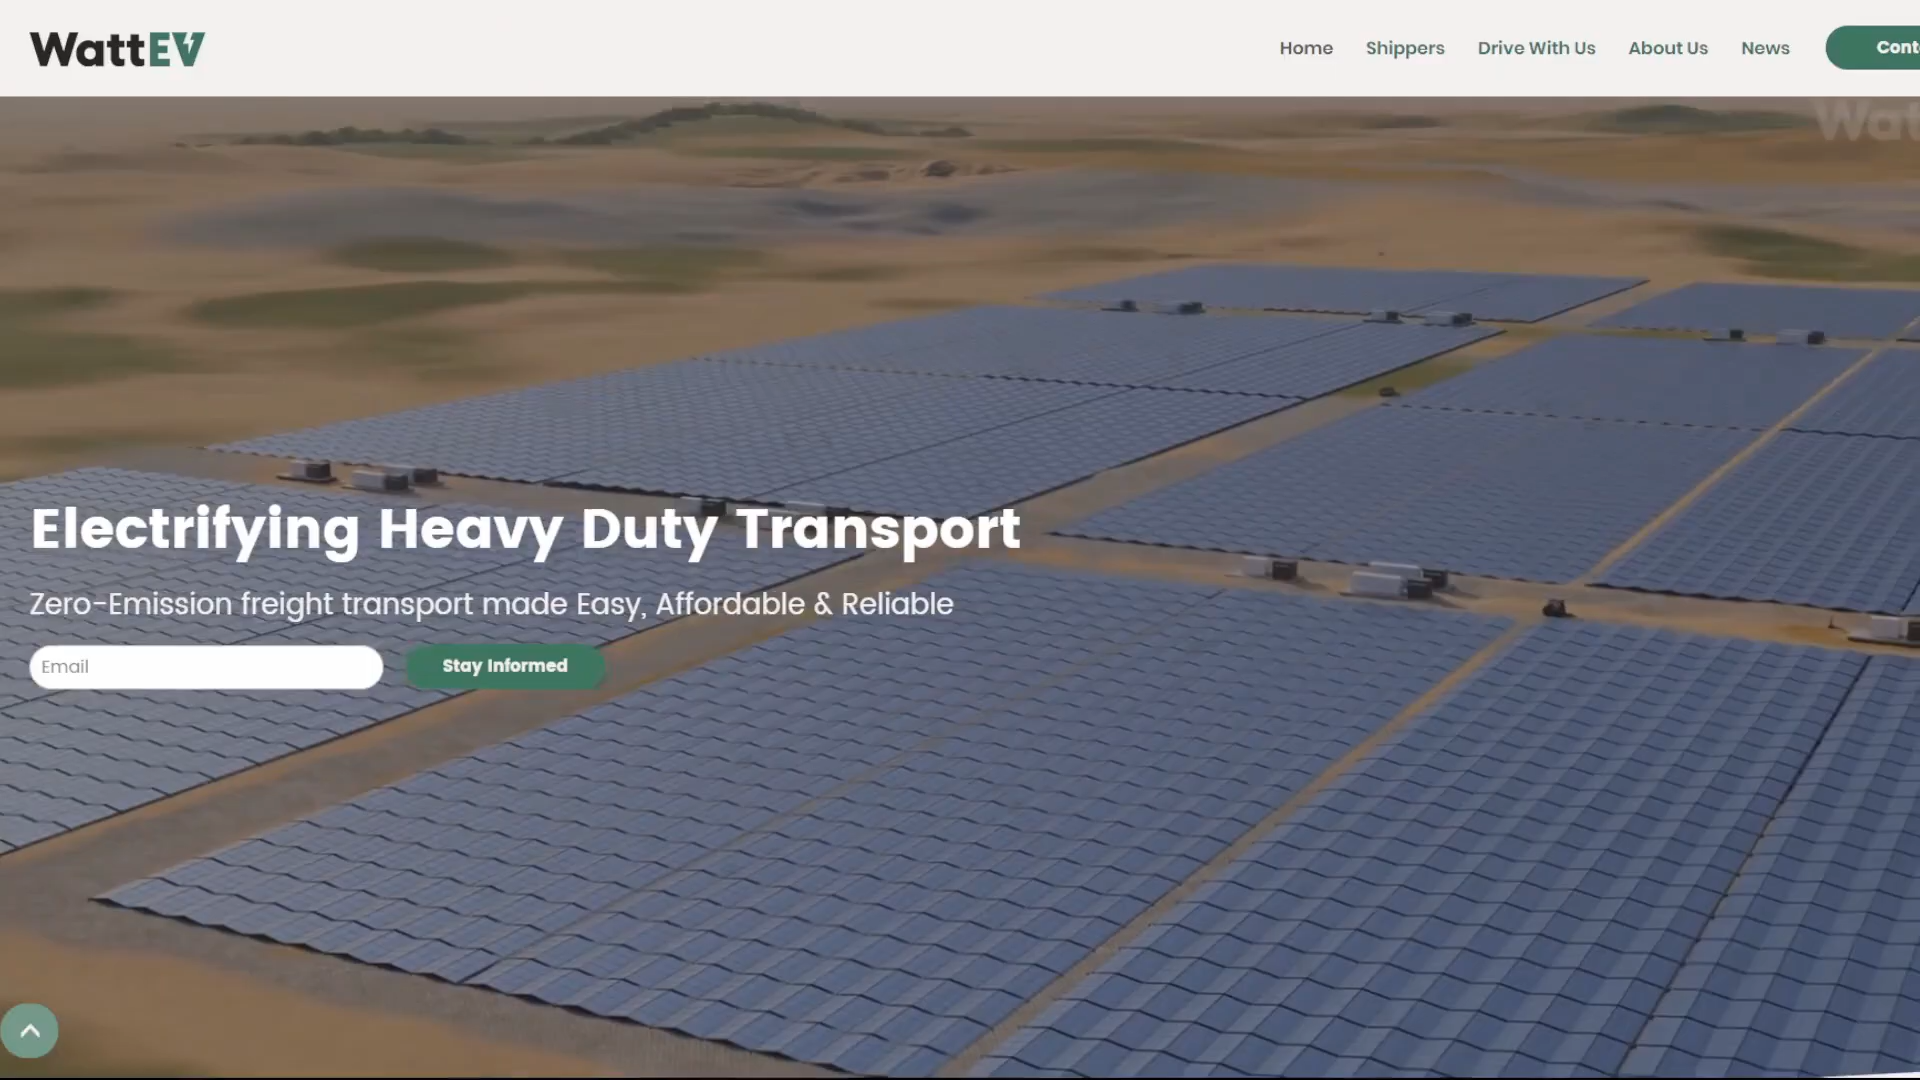 WattEV
Home
Shippers
Drive With Us
About Us
News
Electrifying Heavy Duty Transport
Zero-Emission freight transport made Easy, Affordable & Reliable
Email
Stay Informed